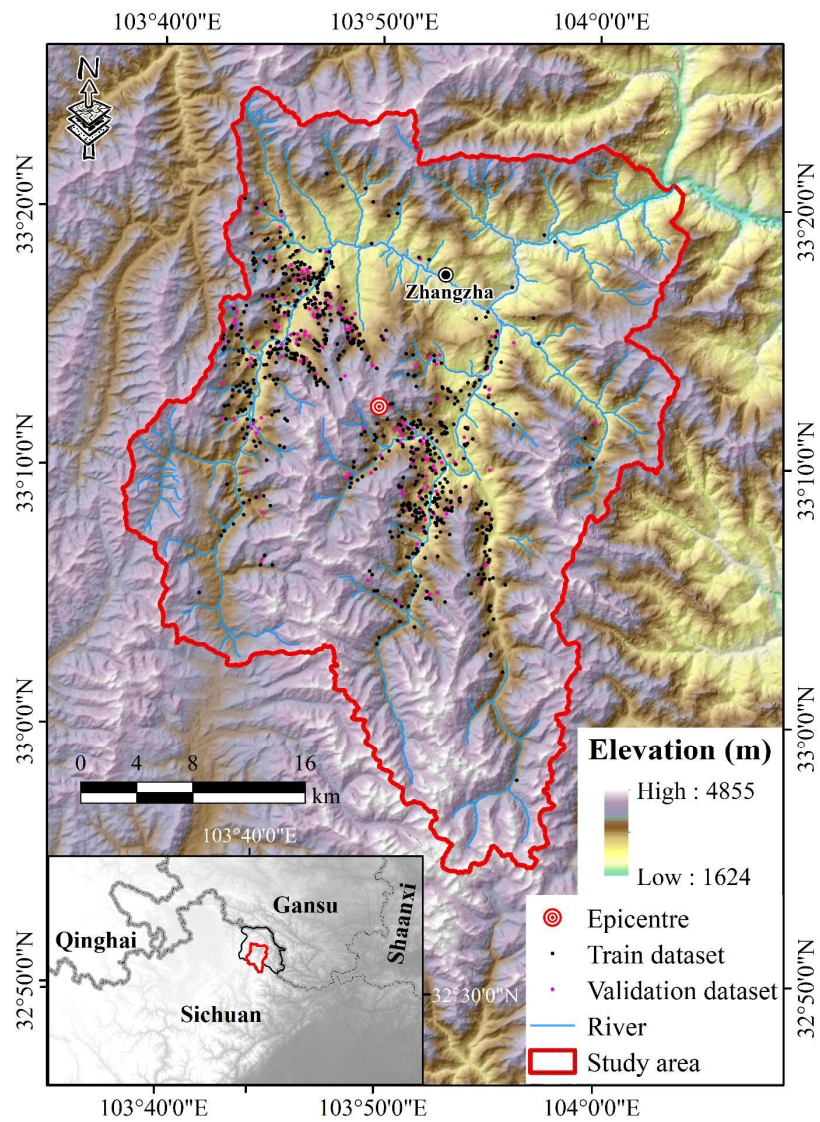 103°40'0"E 103°50'0"E 104°0'0"E
N
33°20'0"N
33°20'0"N
Zhangzha
33°10'0"N
33°10'0"N
33°0'0"N
33°0'0"N
0 4 8 16
km
Elevation (m)
High : 4855
Low : 1624
103°40'0"E
Gansu
Shaanxi
Qinghai
Sichuan
32°30'0"N
32°50'0"N
32°50'0"N
Epicentre
Train dataset
Validation dataset
River
Study area
103°40'0"E 103°50'0"E 104°0'0"E